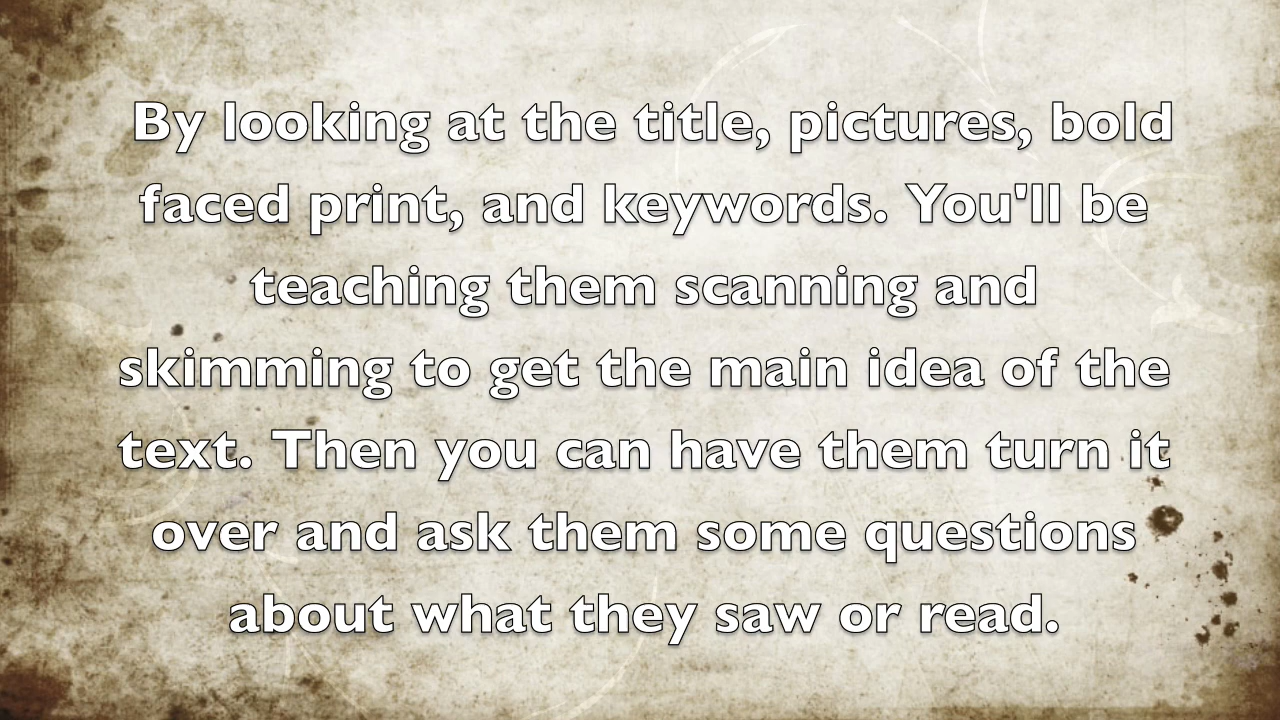 By looking at the title, pictures, bold
faced print, and keywords. You'll be
teaching them scanning and
skimming to get the main idea of the
text. Then you can have them turn it
over and ask them some questions
about what they saw or read.